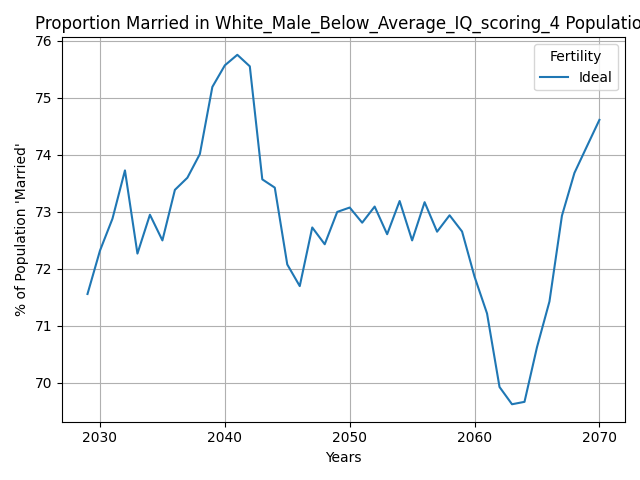 Proportion Married in White_Male_Below_Average_IQ_scoring_4 Populatio
76
75
74
73
72
71
70
% of Population 'Married'
Fertility
Ideal
2030 2040 2050 2060 2070
Years